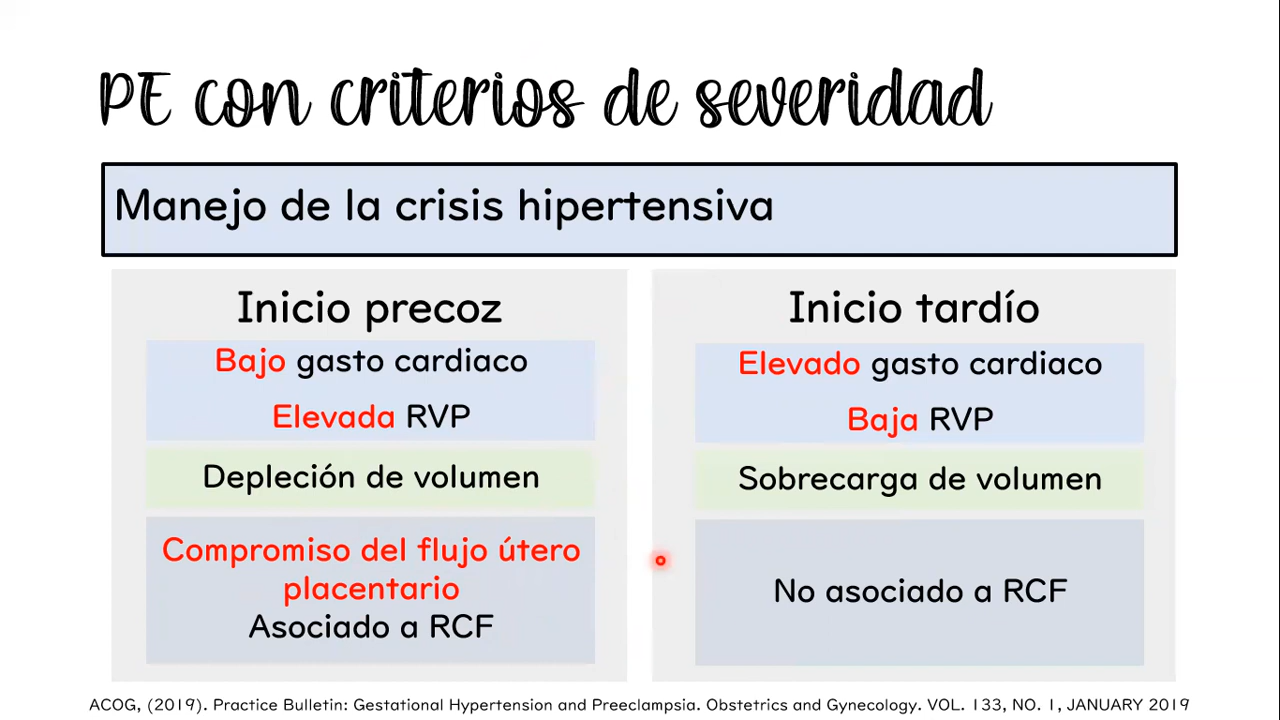 PE con criterios de severidad
Manejo de la crisis hipertensiva
Inicio precoz
Bajo gasto cardiaco
Elevada RVP
Depleción de volumen
Compromiso del flujo útero
placentario
Asociado a RCF
Inicio tardío
Elevado gasto cardiaco
Baja RVP
Sobrecarga de volumen
No asociado a RCF
ACOG, (2019). Practice Bulletin: Gestational Hypertension and Preeclampsia. Obstetrics and Gynecology. VOL. 133, NO. 1, JANUARY 2019